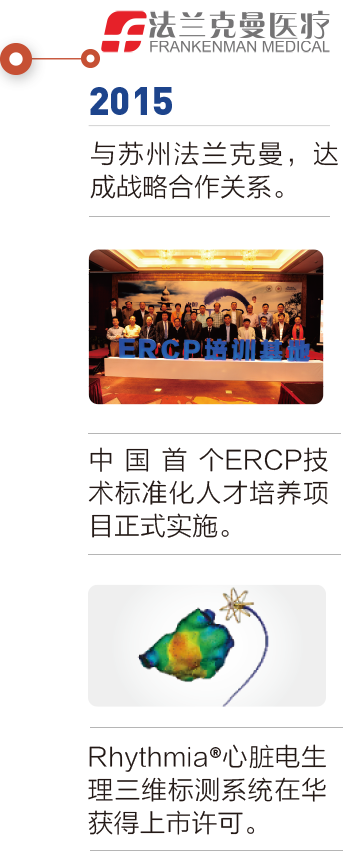 法兰克曼医疗
FRANKENMAN MEDICAL
2015
与苏州法兰克曼，达
成战略合作关系。
ERCP培训基地
中国首个ERCP技
术标准化人才培养项
目正式实施。
Rhythmia®心脏电生
理三维标测系统在华
获得上市许可。